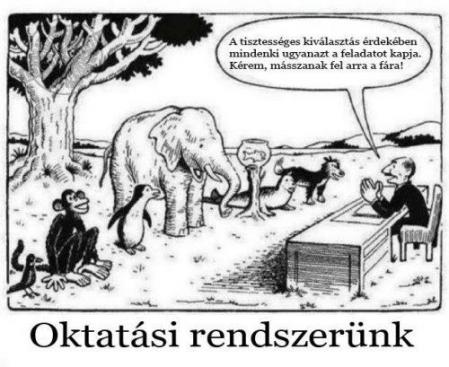 A tisztességes kiválasztás érdekében
mindenki ugyanazt a feladatot kapja.
Kérem, másszanak fel arra a fára!
Oktatási rendszerünk